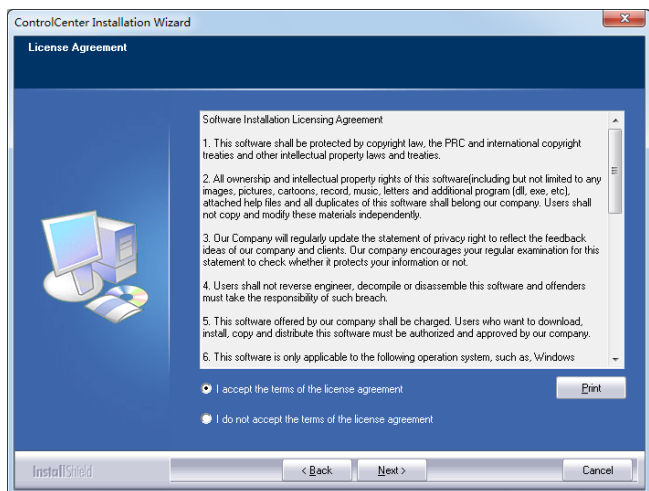 ControlCenter Installation Wizard
License Agreement
Software Installation Licensing Agreement
1. This software shall be protected by copyright law, the PRC and international copyright
treaties and other intellectual property laws and treaties.
2. All ownership and intellectual property rights of this software(including but not limited to any
images, pictures, cartoons, record, music, letters and additional program (dll, exe, etc),
attached help files and all duplicates of this software shall belong our company. Users shall
not copy and modify these materials independently.
3. Our Company will regularly update the statement of privacy right to reflect the feedback
ideas of our company and clients. Our company encourages your regular examination for this
statement to check whether it protects your information or not.
4. Users shall not reverse engineer, decompile or disassemble this software and offenders
must take the responsibility of such breach.
5. This software offered by our company shall be charged. Users who want to download,
install, copy and distribute this software must be authorized and approved by our company.
6. This software is only applicable to the following operation system, such as, Windows
I accept the terms of the license agreement
Print
I do not accept the terms of the license agreement
InstallShield
< Back
Next >
Cancel